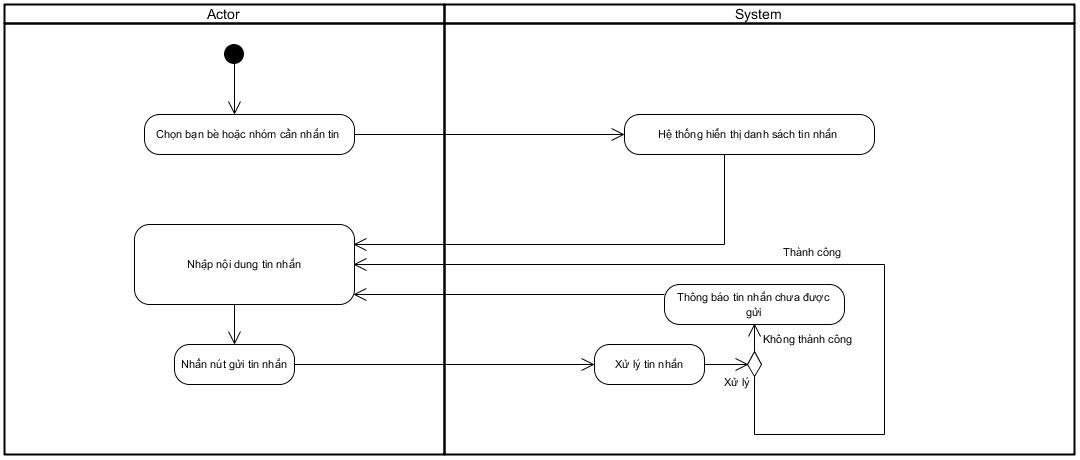 Actor
System
Chọn bạn bè hoặc nhóm cần nhắn tin
Hệ thống hiển thị danh sách tin nhắn
Nhập nội dung tin nhắn
Thành công
Thông báo tin nhắn chưa được
gửi
Không thành công
Nhấn nút gửi tin nhắn
Xử lý tin nhắn
Xử lý